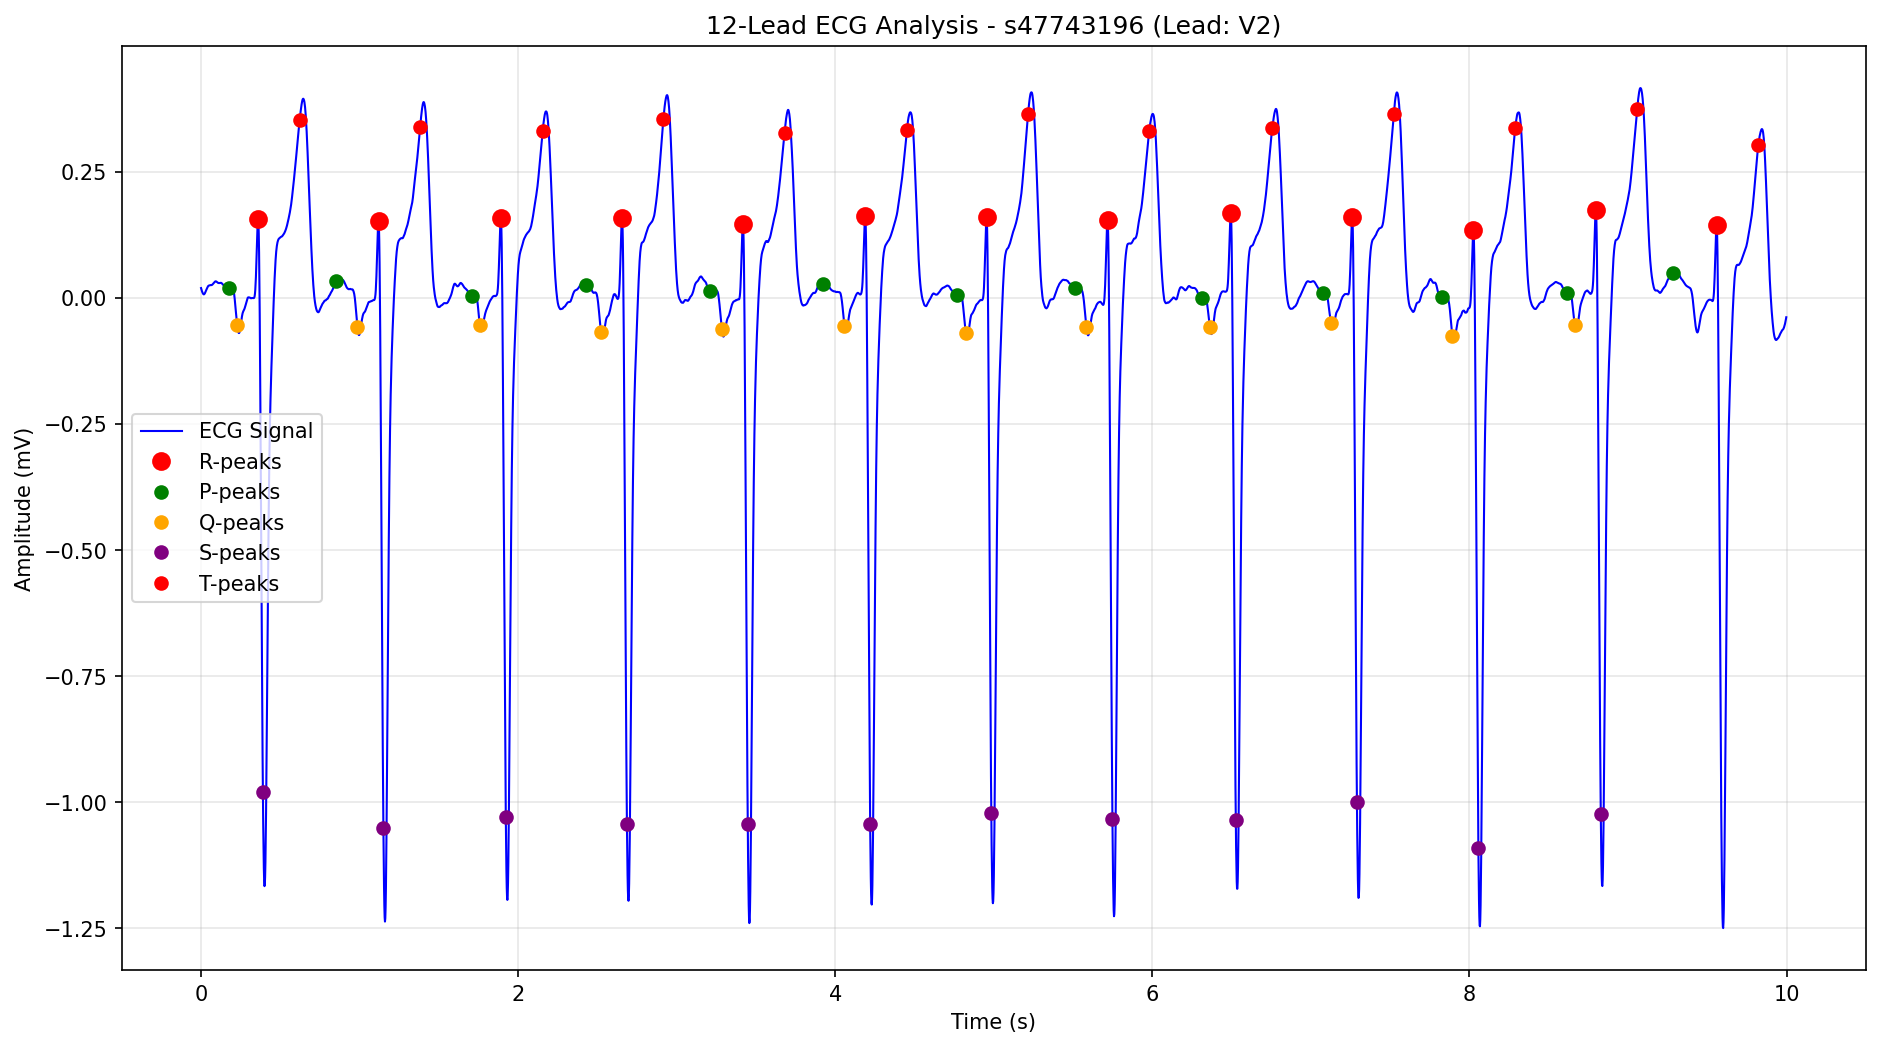 12-Lead ECG Analysis - s47743196 (Lead: V2)
Amplitude (mV)
0.25
0.00
−0.25
−0.50
−0.75
−1.00
−1.25
ECG Signal
R-peaks
P-peaks
Q-peaks
S-peaks
T-peaks
0 2 4 6 8 10
Time (s)